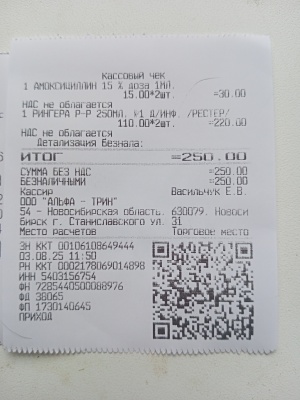 Кассовый чек
1 АМОКСИЦИЛЛИН 15 % доза 1МЛ.
15.00*2шт. =30.00
НДС не облагается
1 РИНГЕРА Р-Р 250МЛ. №1 Д/ИНФ. /РЕСТЕР/
110.00*2шт. =220.00
НДС не облагается
Детализация Безнала:
ИТОГ =250.00
СУММА БЕЗ НДС =250.00
БЕЗНАЛИЧНЫМИ =250.00
Кассир Васильчук Е.В.
ООО "АЛЬФА - ТРИН"
54 - Новосибирская область. 630079. Новоси
бирск г. Станиславского ул. 31
Место расчетов Торговое место
ЗН ККТ 00106108649444
03.08.25 11:50
РН ККТ 0002178069014898
ИНН 5403156754
ФН 7285440500088976
ФД 38065
ФП 1730140645
ПРИХОД